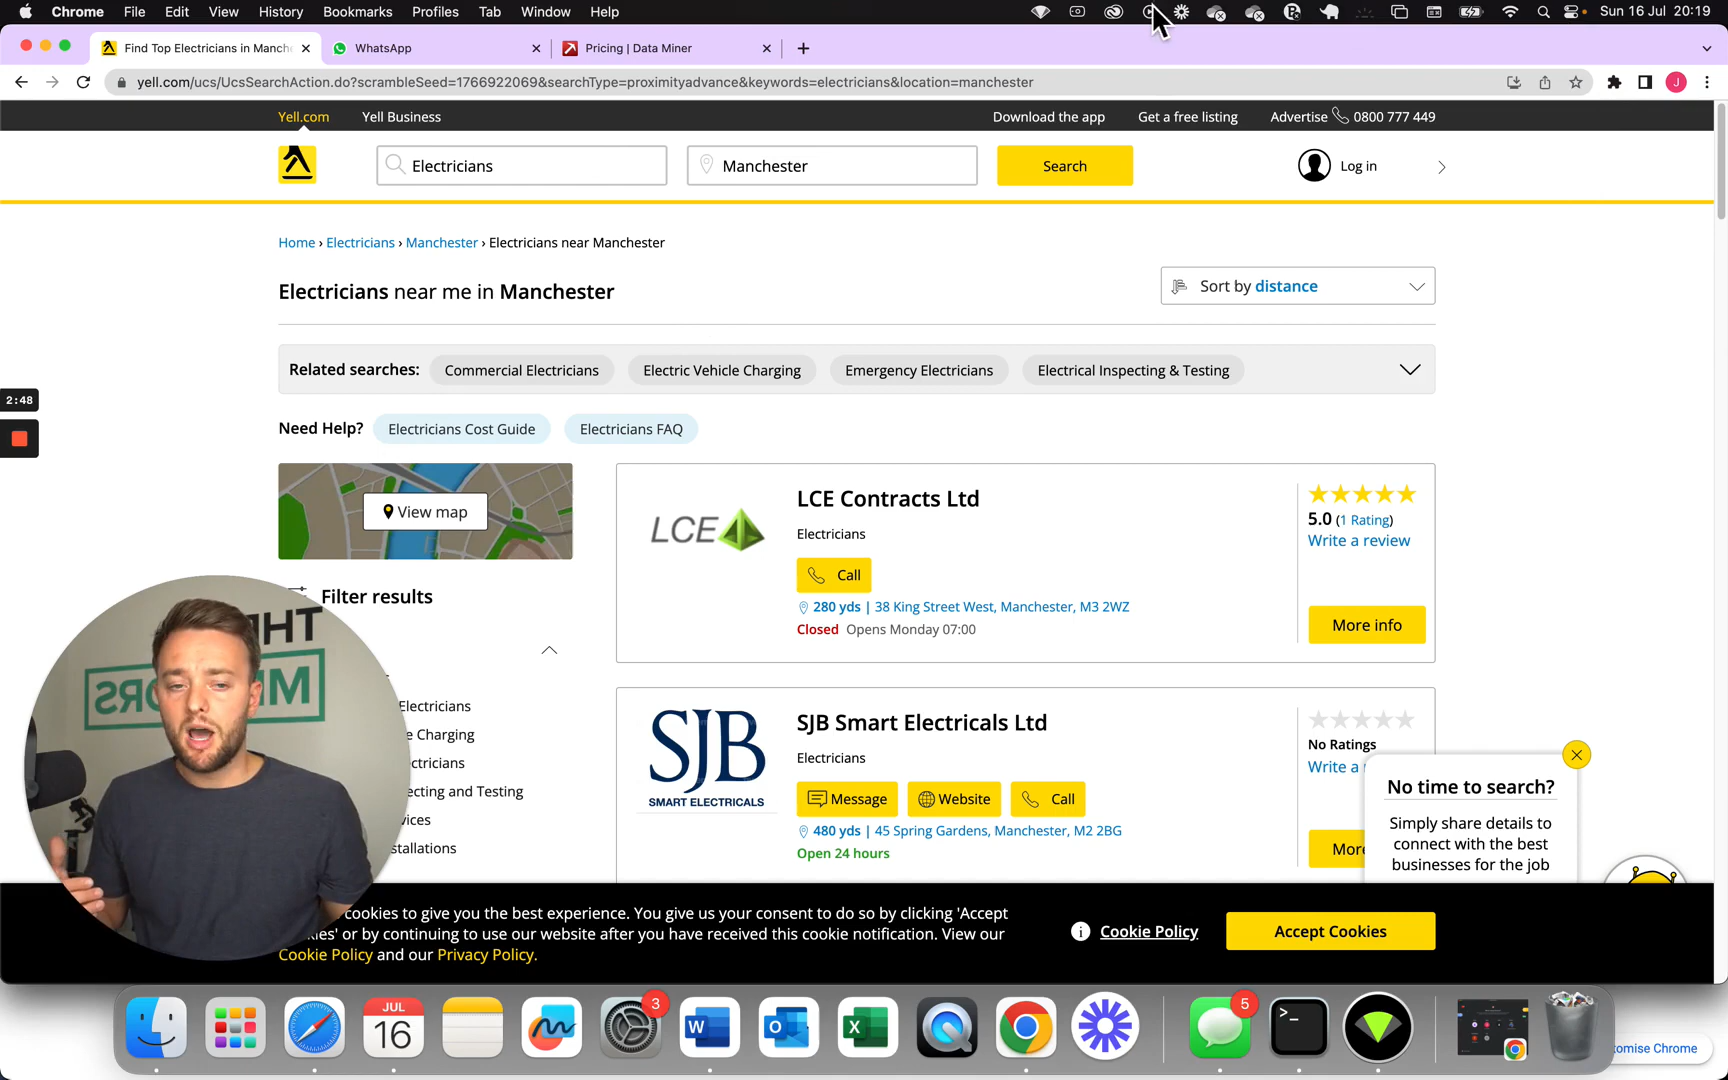 Chrome File Edit View History Bookmarks Profiles Tab Window Help Sun 16 Jul 20:19
Find Top Electricians in Manche
WhatsApp
Pricing | Data Miner
yell.com/ucs/UcsSearchAction.do?scrambleSeed=1766922069&searchType=proximityadvance&keywords=electricians&location=manchester
J
Yell.com Yell Business Download the app Get a free listing Advertise 0800 777 449
Electricians Manchester Search Log in
Home › Electricians › Manchester › Electricians near Manchester
Electricians near me in Manchester
Sort by distance
Related searches: Commercial Electricians Electric Vehicle Charging Emergency Electricians Electrical Inspecting & Testing
2:48
Need Help? Electricians Cost Guide Electricians FAQ
View map
LCE
LCE Contracts Ltd
Electricians
Call
280 yds | 38 King Street West, Manchester, M3 2WZ
Closed Opens Monday 07:00
5.0 (1 Rating)
Write a review
More info
Filter results
Electricians
e Charging
ctricians
ecting and Testing
vices
stallations
SJB
SMART ELECTRICALS
SJB Smart Electricals Ltd
Electricians
Message Website Call
480 yds | 45 Spring Gardens, Manchester, M2 2BG
Open 24 hours
No Ratings
Write a r
More
No time to search?
Simply share details to
connect with the best
businesses for the job
cookies to give you the best experience. You give us your consent to do so by clicking 'Accept
kies' or by continuing to use our website after you have received this cookie notification. View our
Cookie Policy and our Privacy Policy.
Cookie Policy
Accept Cookies
JUL
16
3
W
O
X
5
>_
tomise Chrome